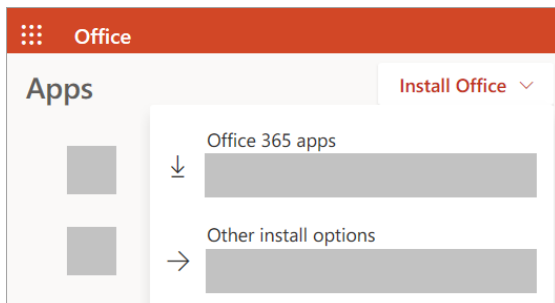 Office
Apps
Install Office
Office 365 apps
Other install options